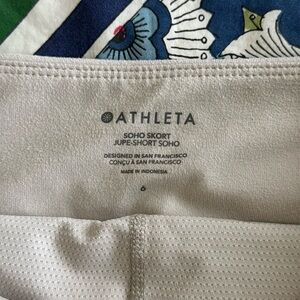 ATHLETA
SOHO SKORT
JUPE-SHORT SOHO
DESIGNED IN SAN FRANCISCO
CONÇU À SAN FRANCISCO
MADE IN INDONESIA
6